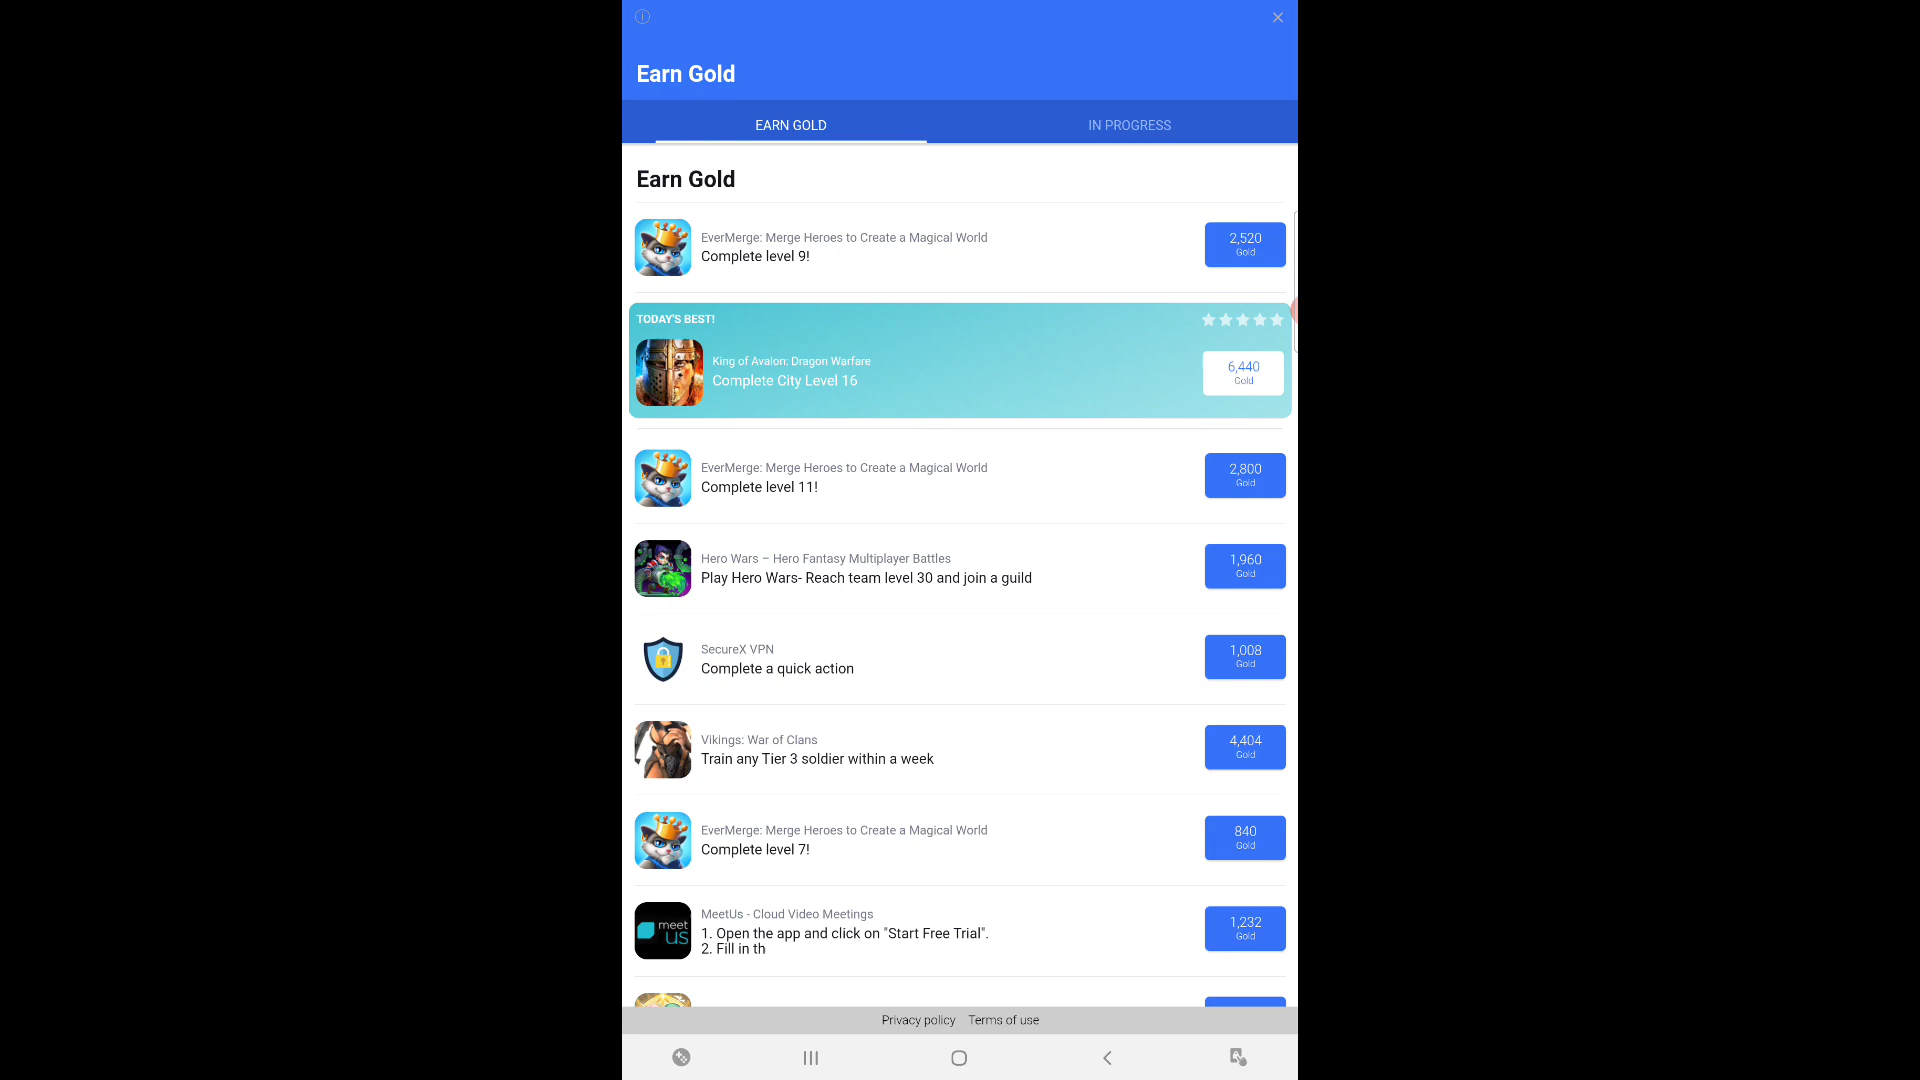 Earn Gold
EARN GOLD
IN PROGRESS
Earn Gold
EverMerge: Merge Heroes to Create a Magical World
Complete level 9!
2,520
Gold
TODAY'S BEST!
King of Avalon: Dragon Warfare
Complete City Level 16
6,440
Gold
EverMerge: Merge Heroes to Create a Magical World
Complete level 11!
2,800
Gold
Hero Wars – Hero Fantasy Multiplayer Battles
Play Hero Wars- Reach team level 30 and join a guild
1,960
Gold
SecureX VPN
Complete a quick action
1,008
Gold
Vikings: War of Clans
Train any Tier 3 soldier within a week
4,404
Gold
EverMerge: Merge Heroes to Create a Magical World
Complete level 7!
840
Gold
meet
us
MeetUs - Cloud Video Meetings
1. Open the app and click on "Start Free Trial".
2. Fill in th
1,232
Gold
Privacy policy
Terms of use